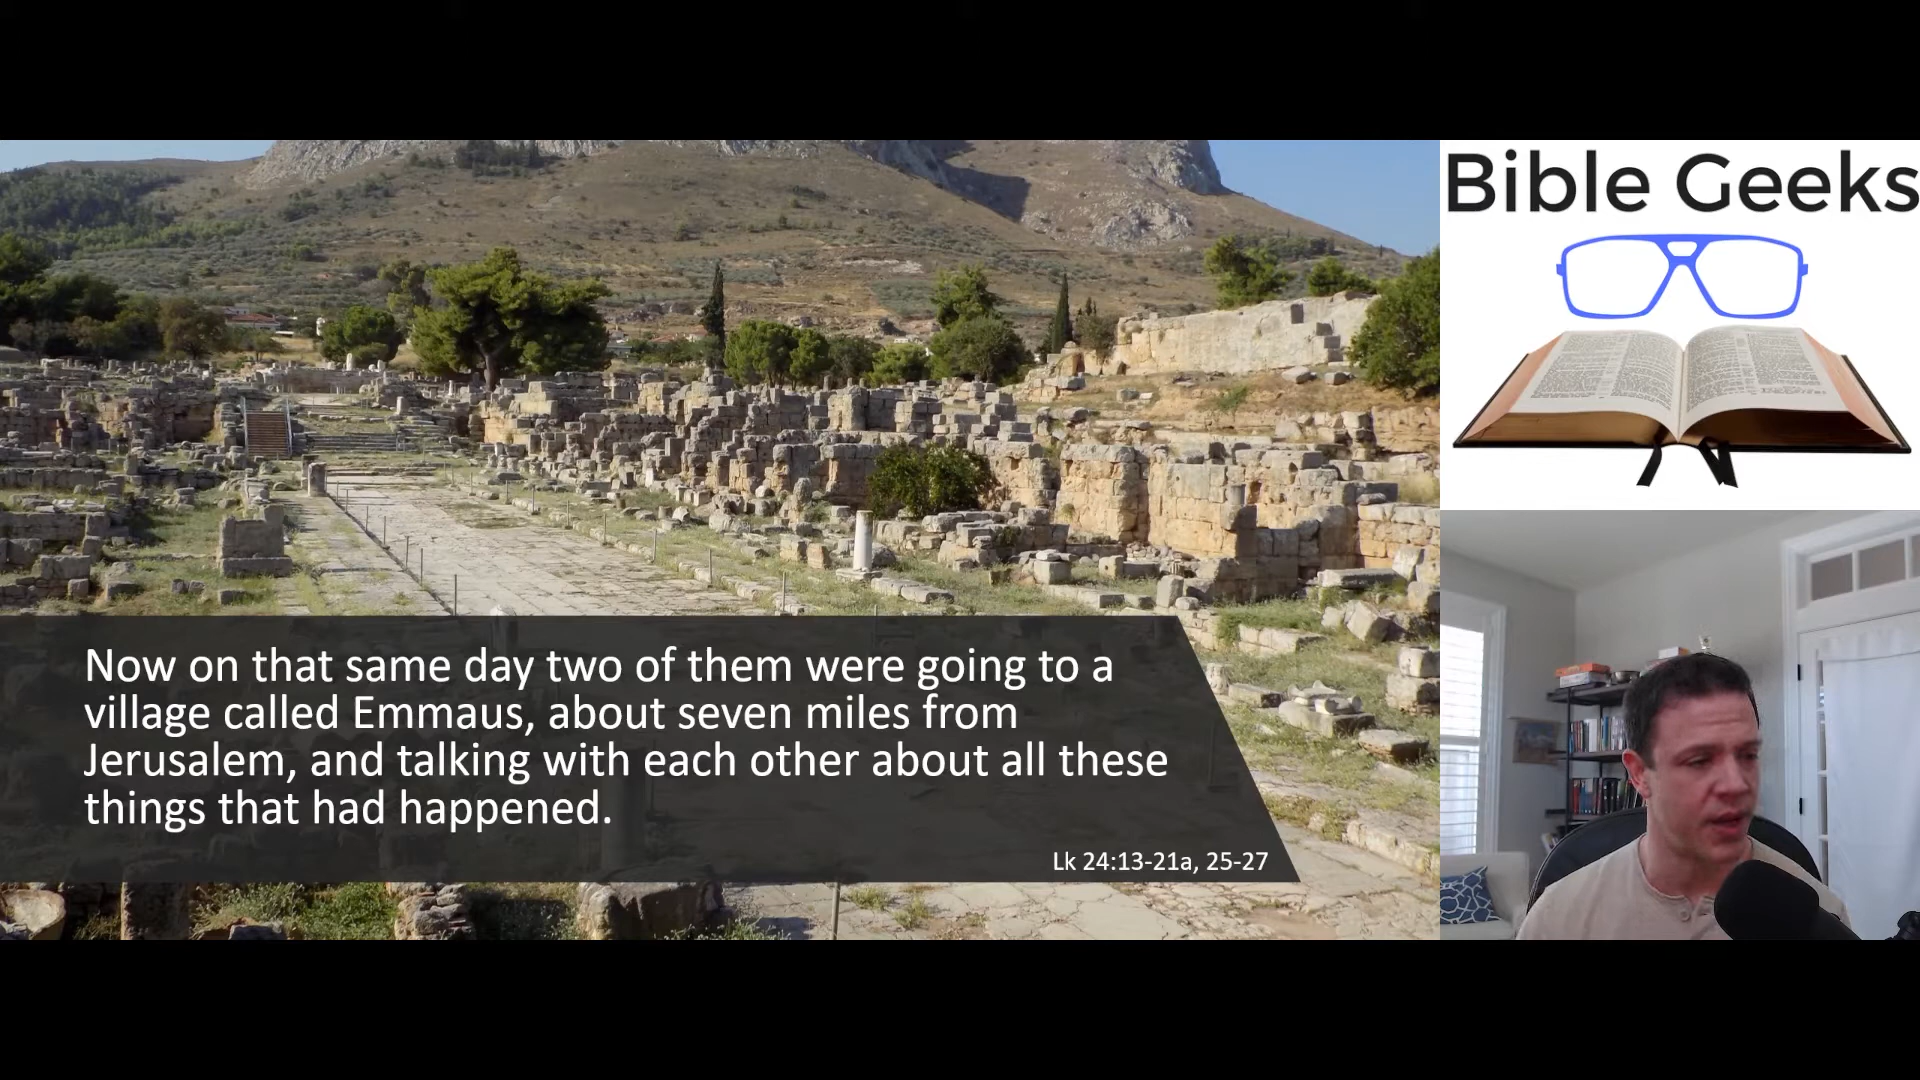 Bible Geeks
Now on that same day two of them were going to a
village called Emmaus, about seven miles from
Jerusalem, and talking with each other about all these
things that had happened.
Lk 24:13-21a, 25-27